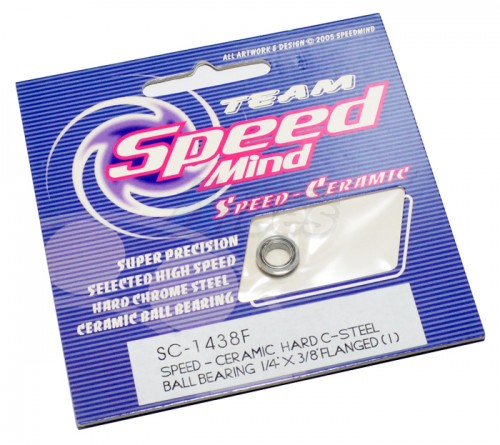 ALL ARTWORK & DESIGN © 2005 SPEEDMIND
TEAM
Speed
Mind
SPEED-CERAMIC
SUPER PRECISION
SELECTED HIGH SPEED
HARD CHROME STEEL
CERAMIC BALL BEARING
SC-1438F
SPEED-CERAMIC HARD C-STEEL
BALL BEARING 1/4"X 3/8"FLANGED(1)